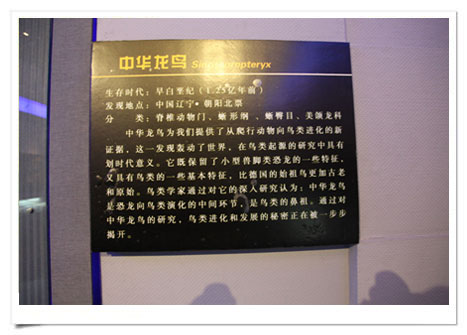 中华龙鸟 Sinosauropteryx
生存时代：早白垩纪（1.25亿年前）
发现地点：中国辽宁·朝阳北票
分　　类：脊椎动物门、蜥形纲、蜥臀目、美颌龙科
中华龙鸟为我们提供了从爬行动物向鸟类进化的新
证据，这一发现轰动了世界，在鸟类起源的研究中具有
划时代意义。它既保留了小型兽脚类恐龙的一些特征，
又具有鸟类的一些基本特征，比德国的始祖鸟更加古老
和原始。鸟类学家通过对它的深入研究认为：中华龙鸟
是恐龙向鸟类演化的中间环节，是鸟类的鼻祖。通过对
中华龙鸟的研究，鸟类进化和发展的秘密正在被一步步
揭开。